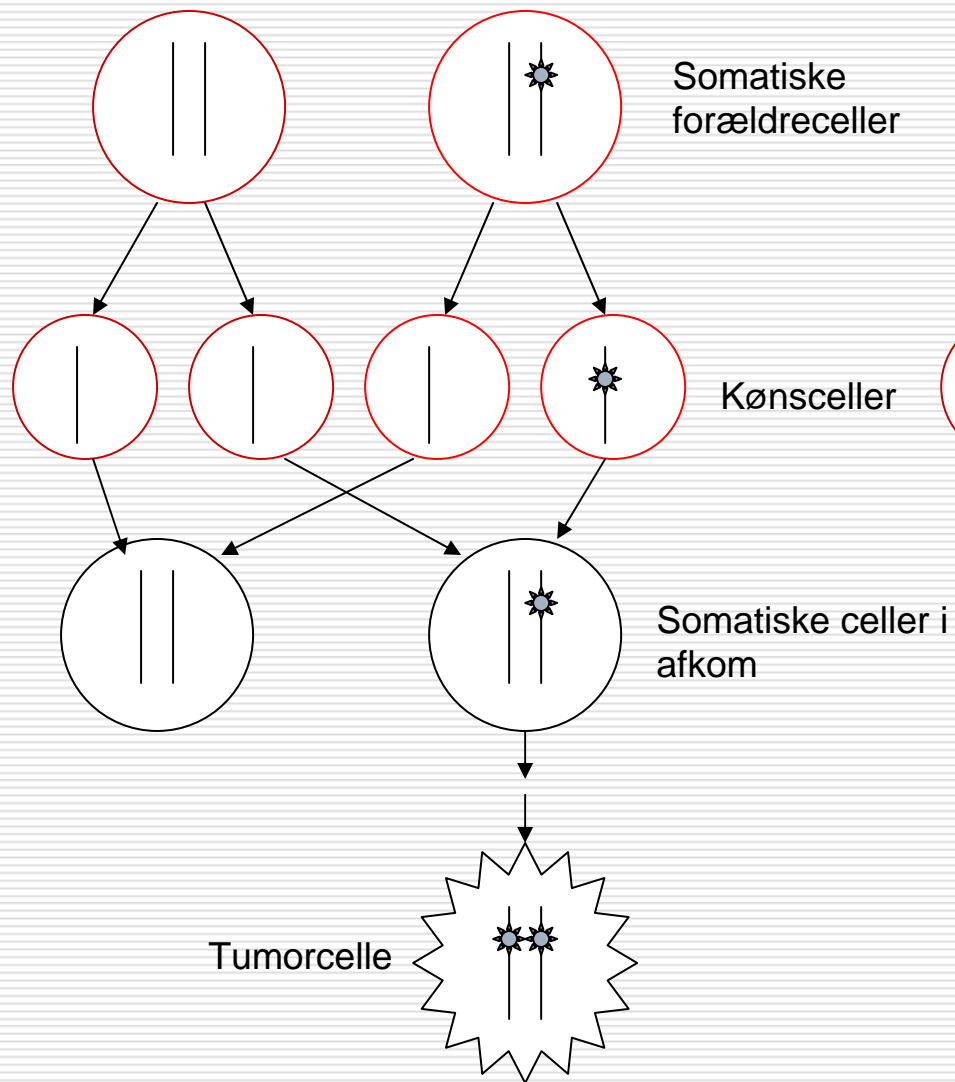 Somatiske
forældreceller
Kønsceller
Somatiske celler i
afkom
Tumorcelle